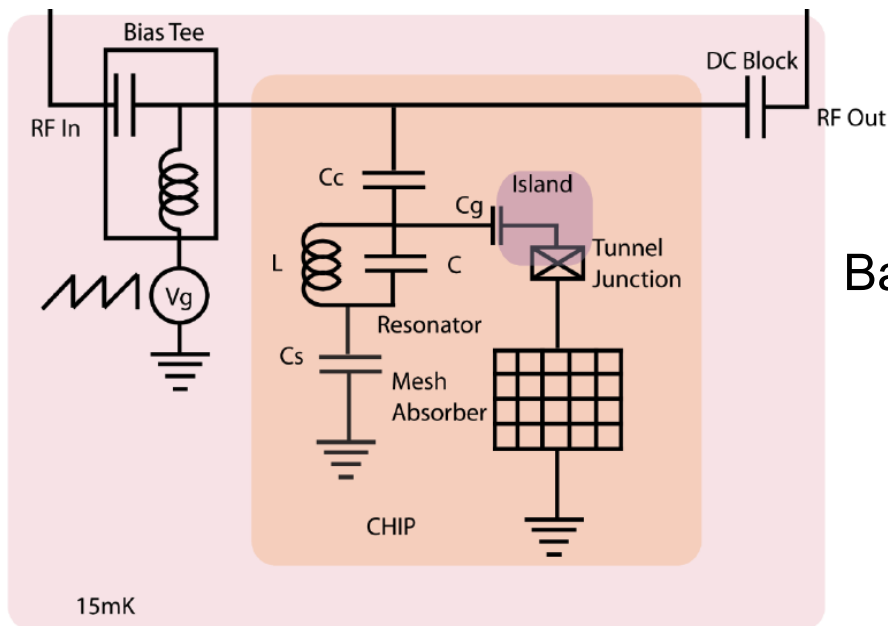 Bias Tee
DC Block
RF In
RF Out
Cc
Island
Cg
L
C
Tunnel
Junction
Ba
Vg
Resonator
Cs
Mesh
Absorber
CHIP
15mK